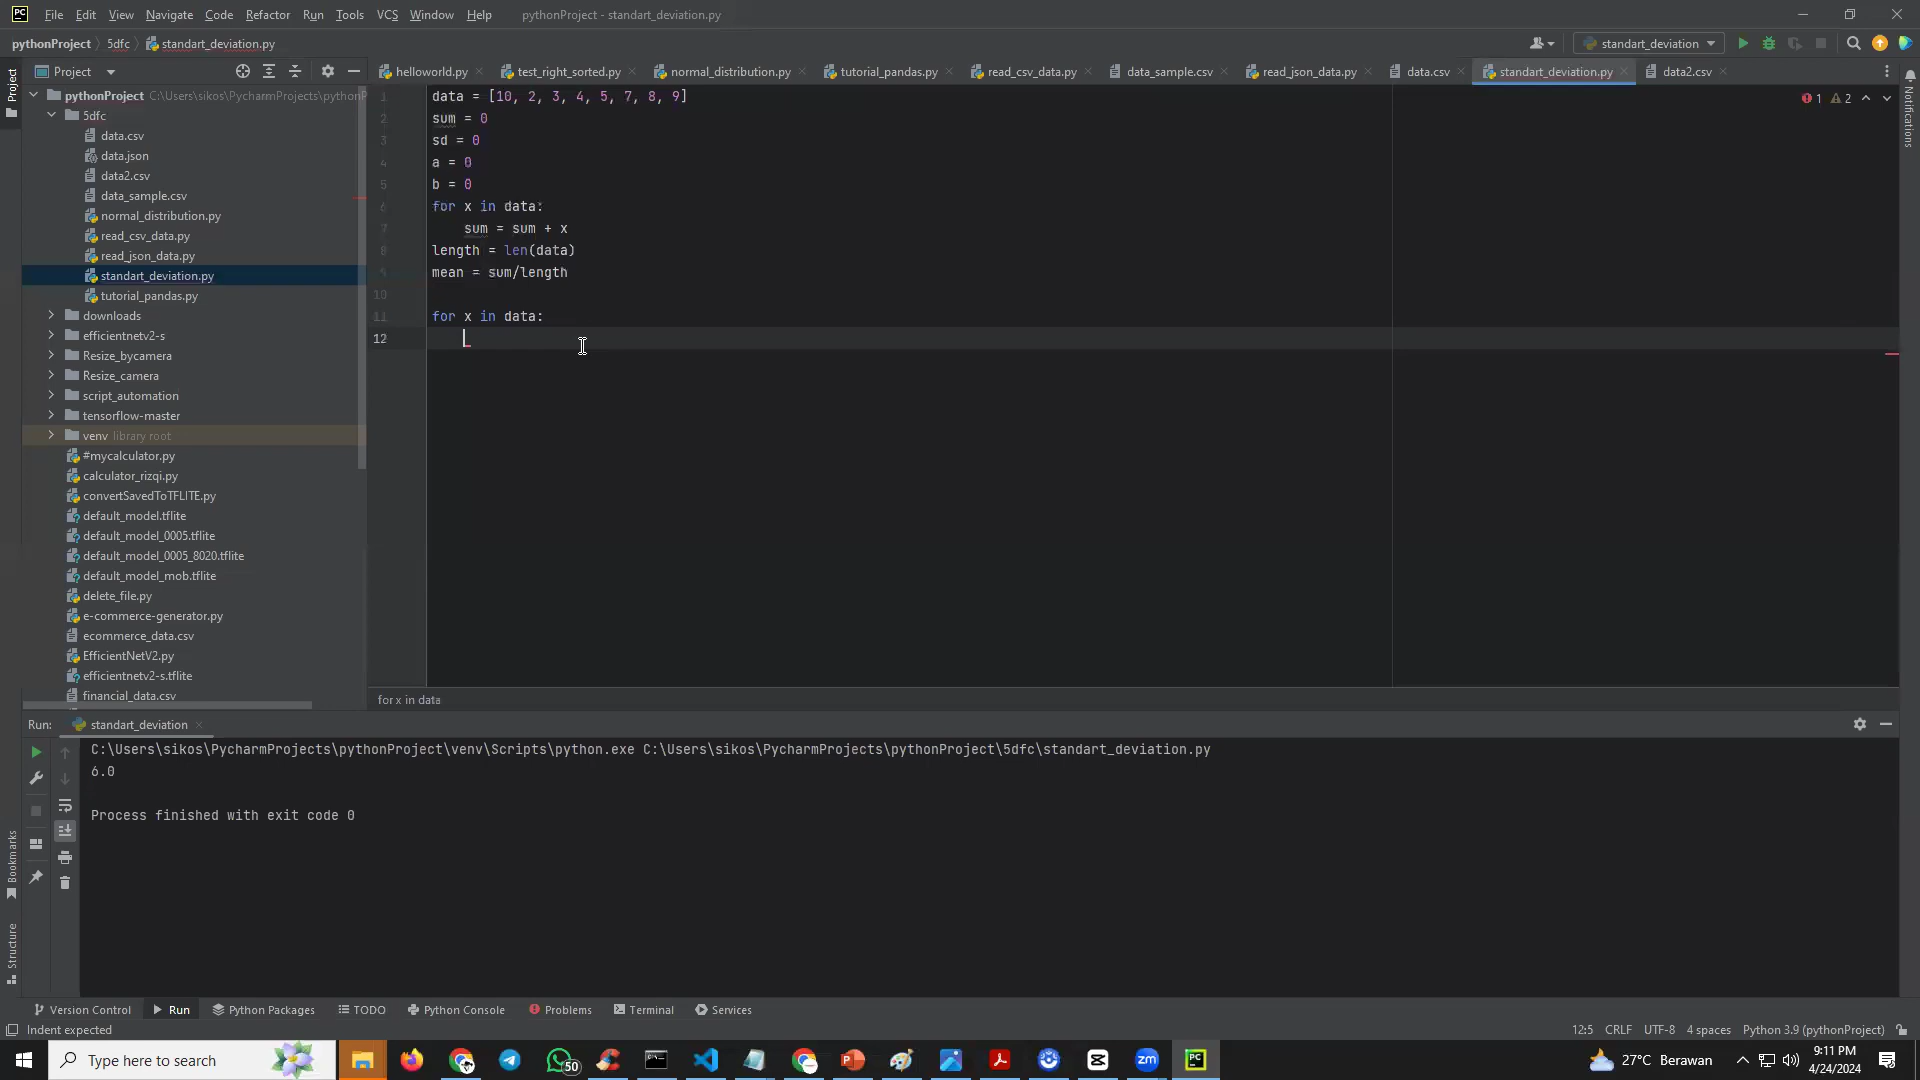 File Edit View Navigate Code Refactor Run Tools VCS Window Help pythonProject - standart_deviation.py
pythonProject 5dfc standart_deviation.py standart_deviation
Project helloworld.py test_right_sorted.py normal_distribution.py tutorial_pandas.py read_csv_data.py data_sample.csv read_json_data.py data.csv standart_deviation.py data2.csv
Project
Notifications
pythonProject C:\Users\sikos\PycharmProjects\pythonP
5dfc
data.csv
data.json
data2.csv
data_sample.csv
normal_distribution.py
read_csv_data.py
read_json_data.py
standart_deviation.py
tutorial_pandas.py
downloads
efficientnetv2-s
Resize_bycamera
Resize_camera
script_automation
tensorflow-master
venv library root
#mycalculator.py
calculator_rizqi.py
convertSavedToTFLITE.py
default_model.tflite
default_model_0005.tflite
default_model_0005_8020.tflite
default_model_mob.tflite
delete_file.py
e-commerce-generator.py
ecommerce_data.csv
EfficientNetV2.py
efficientnetv2-s.tflite
financial_data.csv
1 data = [10, 2, 3, 4, 5, 7, 8, 9]
2 sum = 0
3 sd = 0
4 a = 0
5 b = 0
6 for x in data:
7 sum = sum + x
8 length = len(data)
9 mean = sum/length
10
11 for x in data:
12
1 2
for x in data
Run: standart_deviation
C:\Users\sikos\PycharmProjects\pythonProject\venv\Scripts\python.exe C:\Users\sikos\PycharmProjects\pythonProject\5dfc\standart_deviation.py
6.0
Process finished with exit code 0
Bookmarks
Structure
Version Control Run TODO Python Packages Python Console Problems Terminal Services
Indent expected 12:5 CRLF UTF-8 4 spaces Python 3.9 (pythonProject)
Type here to search 50 zm PC 27°C Berawan 9:11 PM
4/24/2024